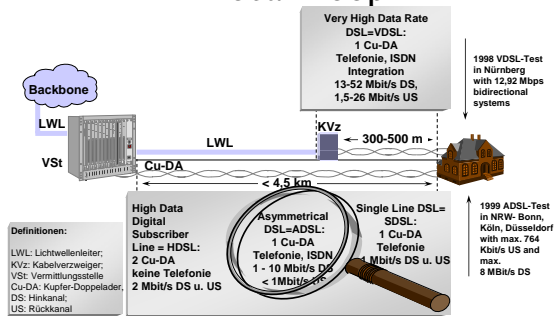 Very High Data Rate
DSL=VDSL:
1 Cu-DA
Telefonie, ISDN
Integration
13-52 Mbit/s DS,
1,5-26 Mbit/s US
1998 VDSL-Test
in Nürnberg
with 12,92 Mbps
bidirectional
systems
Backbone
LWL
LWL
KVz
300-500 m
VSt
Cu-DA
< 4,5 km
Definitionen:
LWL: Lichtwellenleiter;
KVz: Kabelverzweiger;
VSt: Vermittlungsstelle
Cu-DA: Kupfer-Doppelader,
DS: Hinkanal;
US: Rückkanal
High Data
Digital
Subscriber
Line = HDSL:
2 Cu-DA
keine Telefonie
2 Mbit/s DS u. US
Asymmetrical
DSL=ADSL:
1 Cu-DA
Telefonie, ISDN
1 - 10 Mbit/s DS
< 1Mbit/s
Single Line DSL=
SDSL:
1 Cu-DA
Telefonie
Mbit/s DS u. US
1999 ADSL-Test
in NRW- Bonn,
Köln, Düsseldorf
with max. 764
Kbit/s US and
max.
8 MBit/s DS